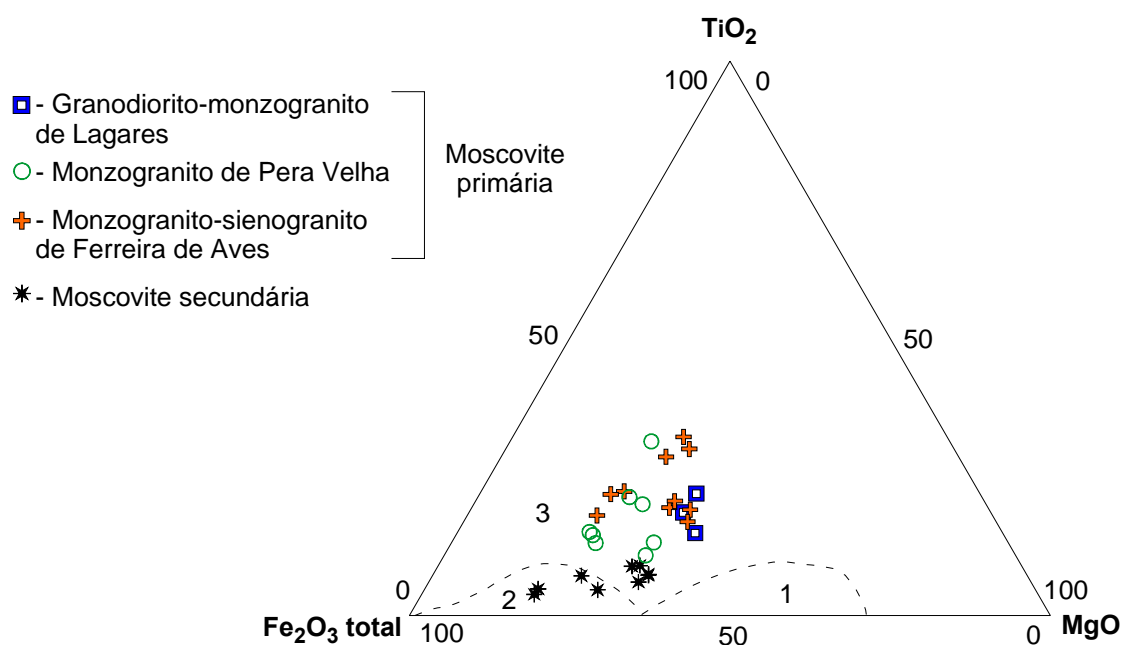 TiO2
100 0
- Granodiorito-monzogranito
de Lagares
- Monzogranito de Pera Velha
- Monzogranito-sienogranito
de Ferreira de Aves
- Moscovite secundária
Moscovite
primária
50
50
3
2
1
0
100
Fe2O3 total
100
50
0
MgO